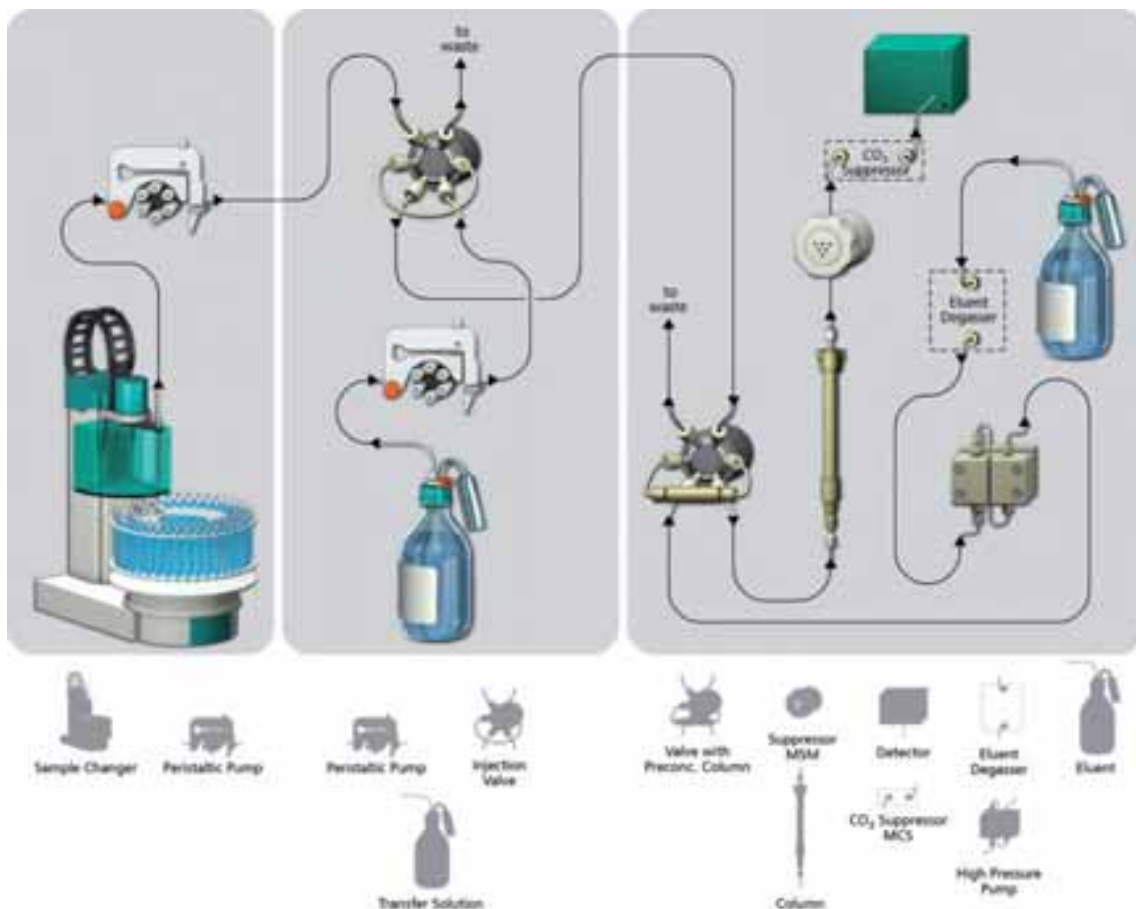 to
waste
CO2
Suppressor
Eluent
Degasser
to
waste
Sample Changer
Peristaltic Pump
Peristaltic Pump
Injection
Valve
Transfer Solution
Valve with
Preconc. Column
Suppressor
MSM
Detector
Eluent
Degasser
Eluent
CO2 Suppressor
MCS
High Pressure
Pump
Column